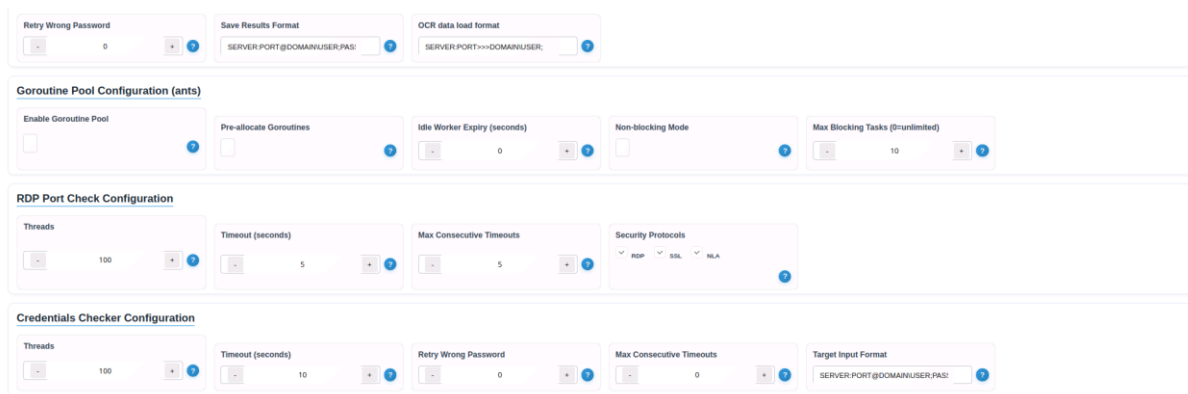 Retry Wrong Password
Save Results Format
OCR data load format
- 0 + ?
SERVER:PORT@DOMAIN\USER;PAS: ?
SERVER:PORT>>>DOMAIN\USER; ?
Goroutine Pool Configuration (ants)
Enable Goroutine Pool
?
Pre-allocate Goroutines
?
Idle Worker Expiry (seconds)
- 0 + ?
Non-blocking Mode
?
Max Blocking Tasks (0=unlimited)
- 10 + ?
RDP Port Check Configuration
Threads
- 100 + ?
Timeout (seconds)
- 5 + ?
Max Consecutive Timeouts
- 5 + ?
Security Protocols
RDP SSL NLA
?
Credentials Checker Configuration
Threads
- 100 + ?
Timeout (seconds)
- 10 + ?
Retry Wrong Password
- 0 + ?
Max Consecutive Timeouts
- 0 + ?
Target Input Format
SERVER:PORT@DOMAIN\USER;PAS: ?